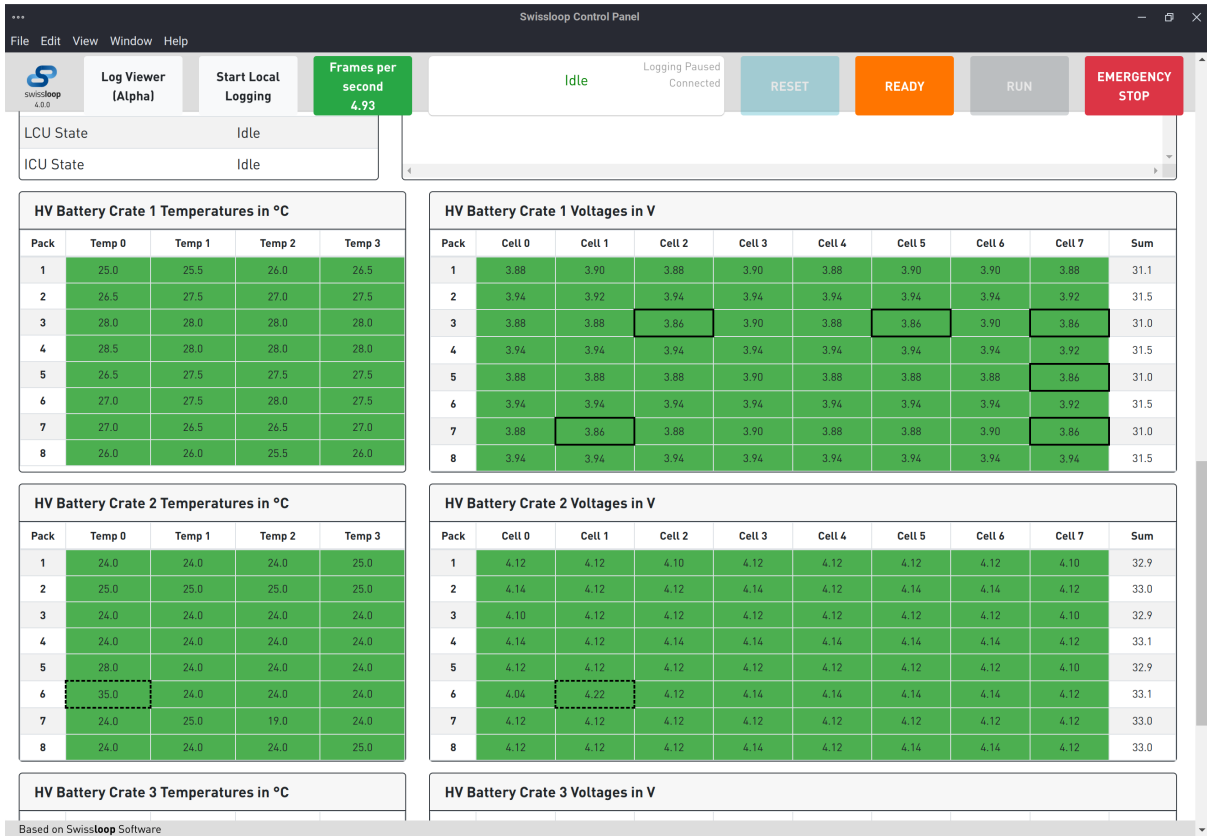 Swissloop Control Panel
File Edit View Window Help
swissloop
4.0.0
Log Viewer
(Alpha)
Start Local
Logging
Frames per
second
4.93
Idle
Logging Paused
Connected
RESET
READY
RUN
EMERGENCY
STOP
LCU State Idle
ICU State Idle
HV Battery Crate 1 Temperatures in °C
Pack Temp 0 Temp 1 Temp 2 Temp 3
1 25.0 25.5 26.0 26.5
2 26.5 27.5 27.0 27.5
3 28.0 28.0 28.0 28.0
4 28.5 28.0 28.0 28.0
5 26.5 27.5 27.5 27.5
6 27.0 27.5 28.0 27.5
7 27.0 26.5 26.5 27.0
8 26.0 26.0 25.5 26.0
HV Battery Crate 1 Voltages in V
Pack Cell 0 Cell 1 Cell 2 Cell 3 Cell 4 Cell 5 Cell 6 Cell 7 Sum
1 3.88 3.90 3.88 3.90 3.88 3.90 3.90 3.88 31.1
2 3.94 3.92 3.94 3.94 3.94 3.94 3.94 3.92 31.5
3 3.88 3.88 3.86 3.90 3.88 3.86 3.90 3.86 31.0
4 3.94 3.94 3.94 3.94 3.94 3.94 3.94 3.92 31.5
5 3.88 3.88 3.88 3.90 3.88 3.88 3.88 3.86 31.0
6 3.94 3.94 3.94 3.94 3.94 3.94 3.94 3.92 31.5
7 3.88 3.86 3.88 3.90 3.88 3.88 3.90 3.86 31.0
8 3.94 3.94 3.94 3.94 3.94 3.94 3.94 3.94 31.5
HV Battery Crate 2 Temperatures in °C
Pack Temp 0 Temp 1 Temp 2 Temp 3
1 24.0 24.0 24.0 25.0
2 25.0 25.0 25.0 25.0
3 24.0 24.0 24.0 24.0
4 24.0 24.0 24.0 24.0
5 28.0 24.0 24.0 24.0
6 35.0 24.0 24.0 24.0
7 24.0 25.0 19.0 24.0
8 24.0 24.0 24.0 25.0
HV Battery Crate 2 Voltages in V
Pack Cell 0 Cell 1 Cell 2 Cell 3 Cell 4 Cell 5 Cell 6 Cell 7 Sum
1 4.12 4.12 4.10 4.12 4.12 4.12 4.12 4.10 32.9
2 4.14 4.14 4.12 4.12 4.12 4.14 4.12 4.12 33.0
3 4.10 4.12 4.12 4.12 4.12 4.12 4.12 4.10 32.9
4 4.14 4.12 4.14 4.14 4.14 4.14 4.14 4.12 33.1
5 4.12 4.12 4.12 4.12 4.12 4.12 4.12 4.10 32.9
6 4.04 4.22 4.12 4.14 4.14 4.14 4.14 4.12 33.1
7 4.12 4.12 4.12 4.12 4.12 4.12 4.14 4.12 33.0
8 4.12 4.12 4.12 4.12 4.12 4.14 4.14 4.12 33.0
HV Battery Crate 3 Temperatures in °C
HV Battery Crate 3 Voltages in V
Based on Swissloop Software